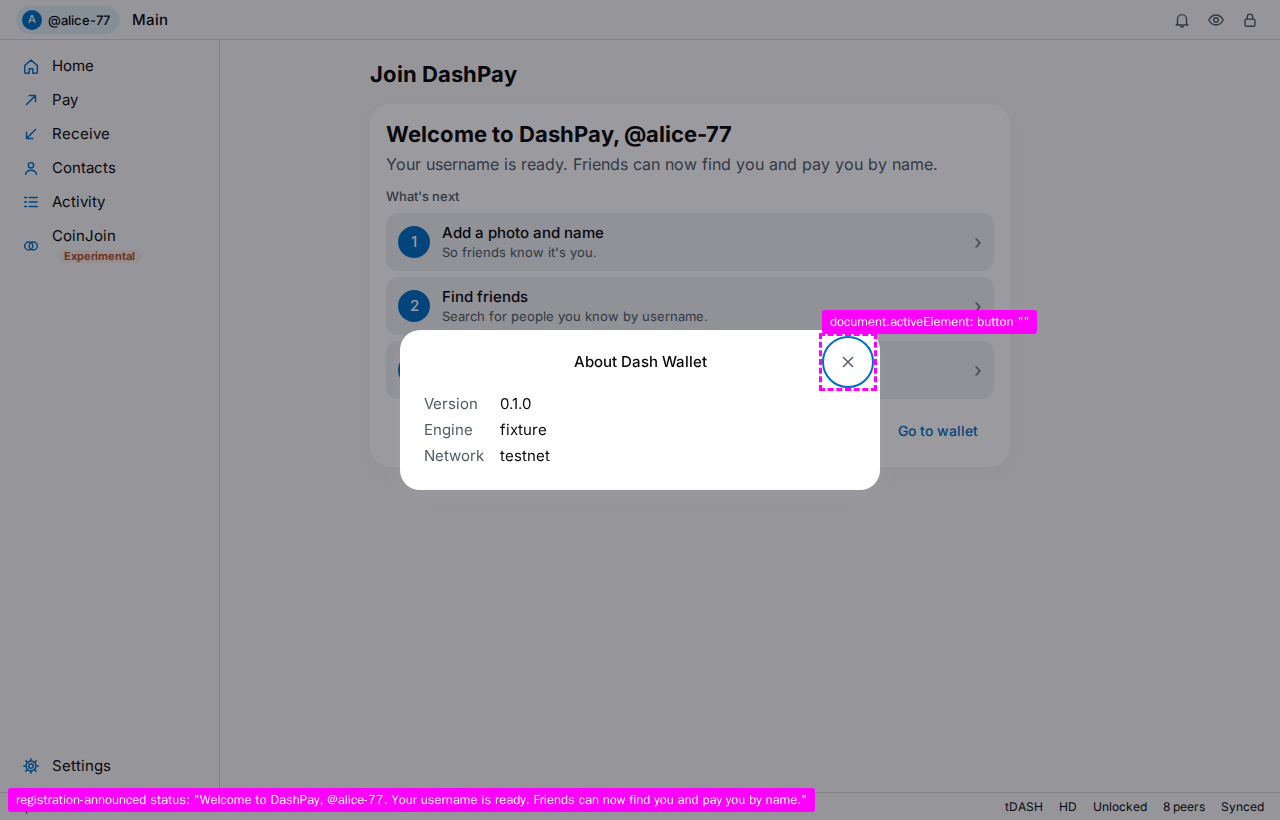 A @alice-77 Main
Home
Pay
Receive
Contacts
Activity
CoinJoin
Experimental
Settings
Join DashPay
Welcome to DashPay, @alice-77
Your username is ready. Friends can now find you and pay you by name.
What's next
1 Add a photo and name
So friends know it's you.
2 Find friends
Search for people you know by username.
document.activeElement: button ""
About Dash Wallet
Version 0.1.0
Engine fixture
Network testnet
Go to wallet
registration-announced status: "Welcome to DashPay, @alice-77. Your username is ready. Friends can now find you and pay you by name."
tDASH HD Unlocked 8 peers Synced